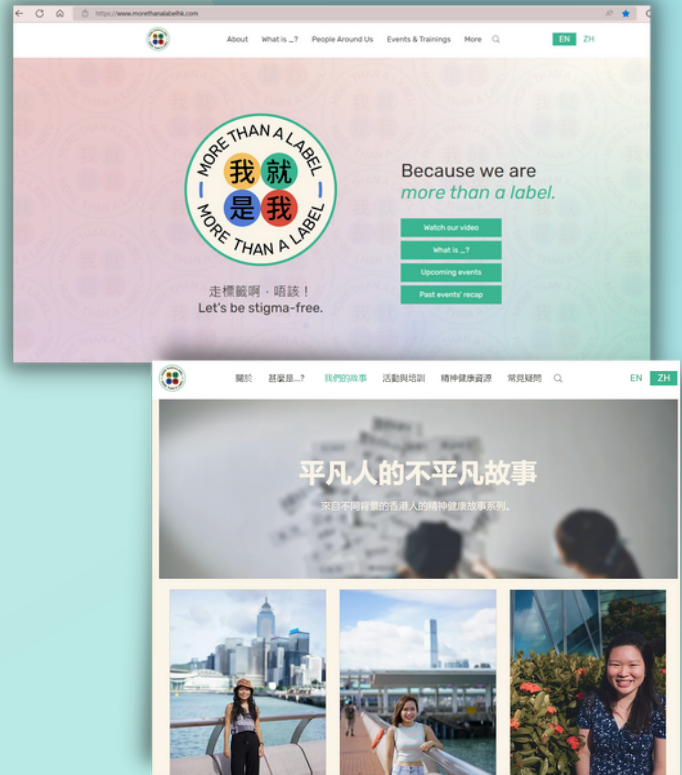 https://www.morethanalabelhk.com
About What is _? People Around Us Events & Trainings More EN ZH
MORE THAN A LABEL
我就
是我
MORE THAN A LABEL
走標籤啊，唔該！
Let's be stigma-free.
Because we are
more than a label.
Watch our video
What is _?
Upcoming events
Past events' recap
關於 甚麼是...? 我們的故事 活動與培訓 精神健康資源 常見疑問 EN ZH
平凡人的不平凡故事
來自不同背景的香港人的精神健康故事系列。